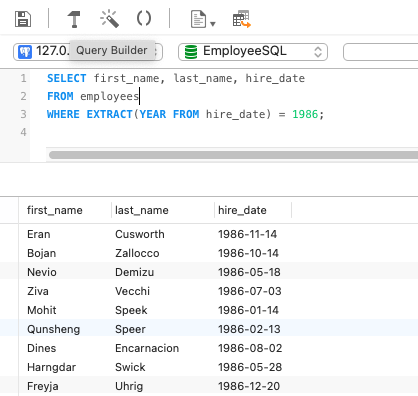 127.0.
Query Builder
EmployeeSQL
1 SELECT first_name, last_name, hire_date
2 FROM employees
3 WHERE EXTRACT(YEAR FROM hire_date) = 1986;
4
first_name last_name hire_date
Eran Cusworth 1986-11-14
Bojan Zallocco 1986-10-14
Nevio Demizu 1986-05-18
Ziva Vecchi 1986-07-03
Mohit Speek 1986-01-14
Qunsheng Speer 1986-02-13
Dines Encarnacion 1986-08-02
Harngdar Swick 1986-05-28
Freyja Uhrig 1986-12-20